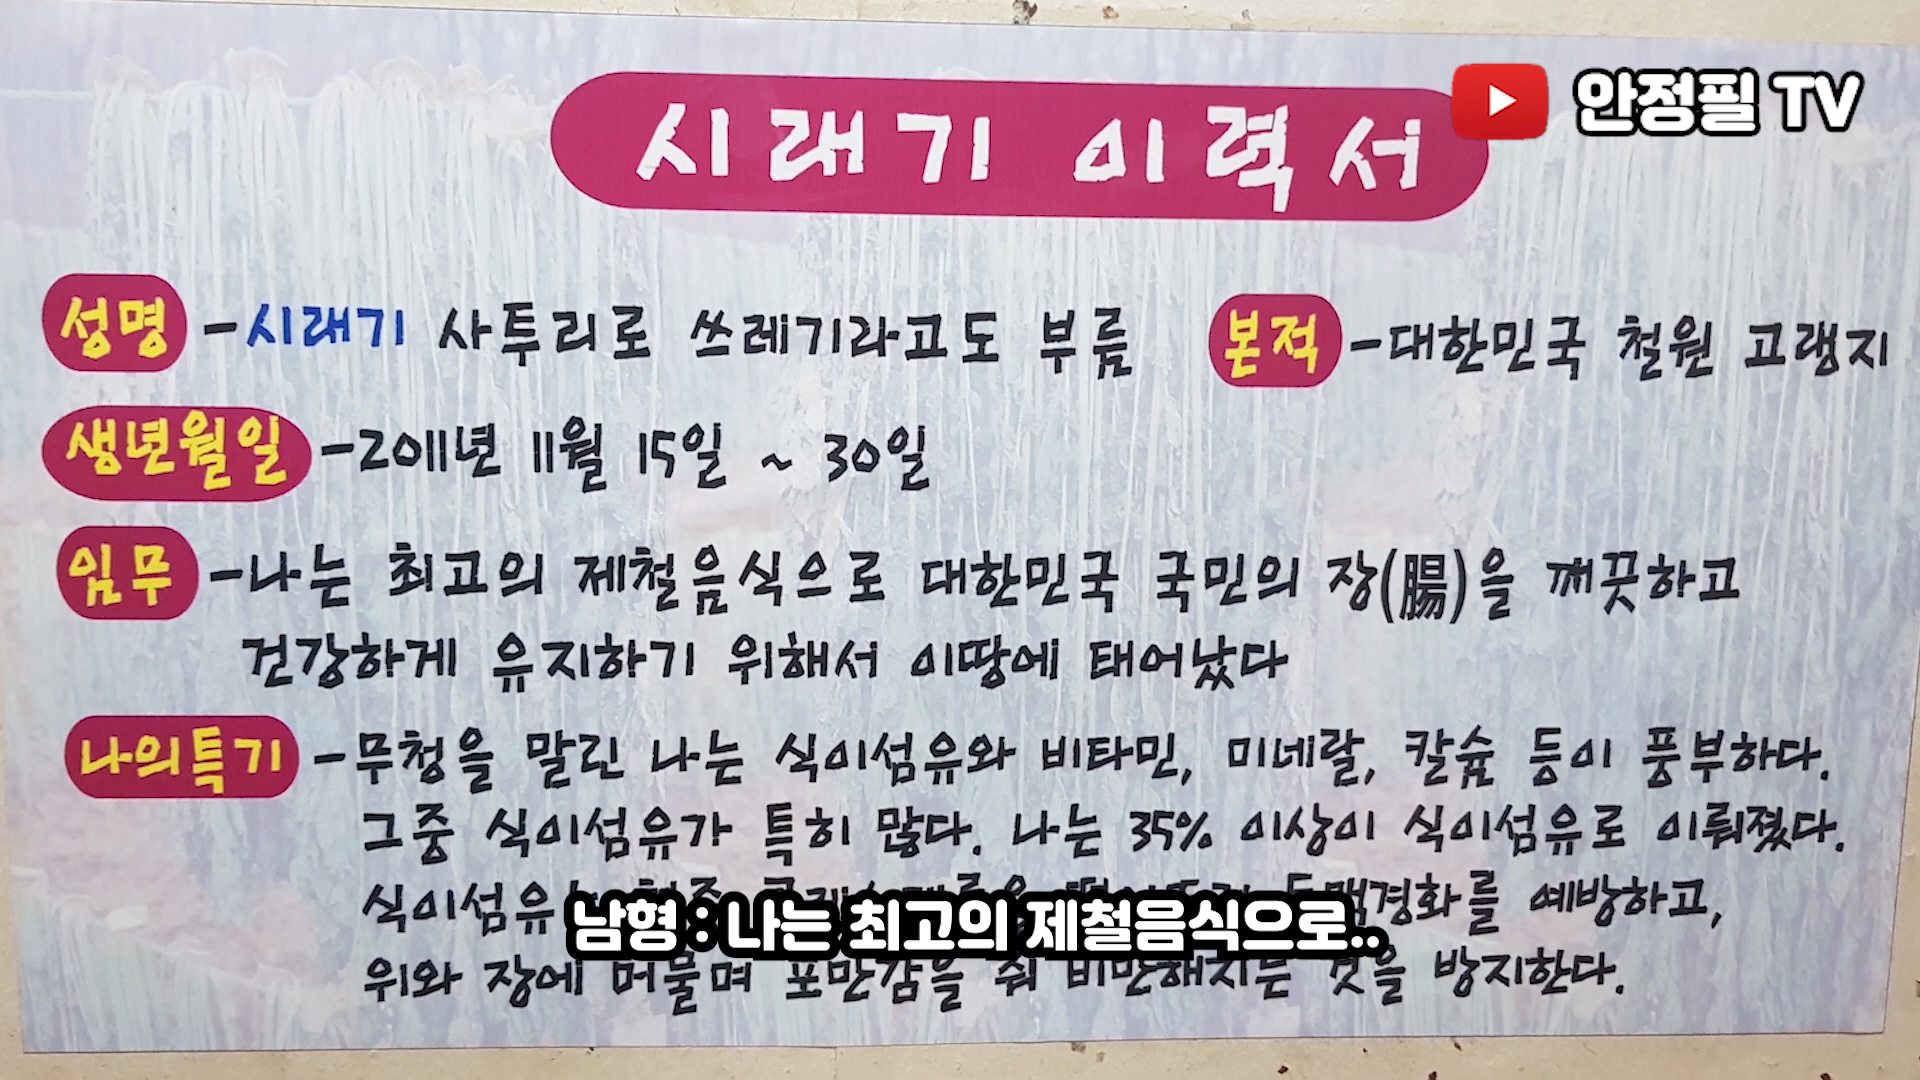 시래기 이력서
안정필 TV
성명 -시래기 사투리로 쓰레기라고도 부름
본적 -대한민국 철원 고랭지
생년월일 -2011년 11월 15일 ~ 30일
임무 -나는 최고의 제철음식으로 대한민국 국민의 장(腸)을 깨끗하고
건강하게 유지하기 위해서 이땅에 태어났다
나의특기 -무청을 말린 나는 식이섬유와 비타민, 미네랄, 칼슘 등이 풍부하다.
그중 식이섬유가 특히 많다. 나는 35% 이상이 식이섬유로 이뤄졌다.
식이섬유 예방하고,
위와 장에 머물며 포만감을 줘 비만해지는 것을 방지한다.
남형 : 나는 최고의 제철음식으로..